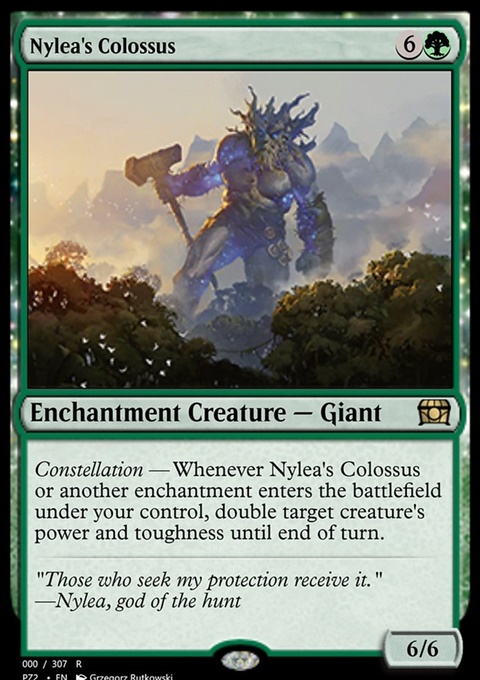 Nylea's Colossus 6
Enchantment Creature — Giant
Constellation — Whenever Nylea's Colossus
or another enchantment enters the battlefield
under your control, double target creature's
power and toughness until end of turn.
"Those who seek my protection receive it."
—Nylea, god of the hunt
6/6
000 / 307 R
PZ2 • EN Grzegorz Rutkowski